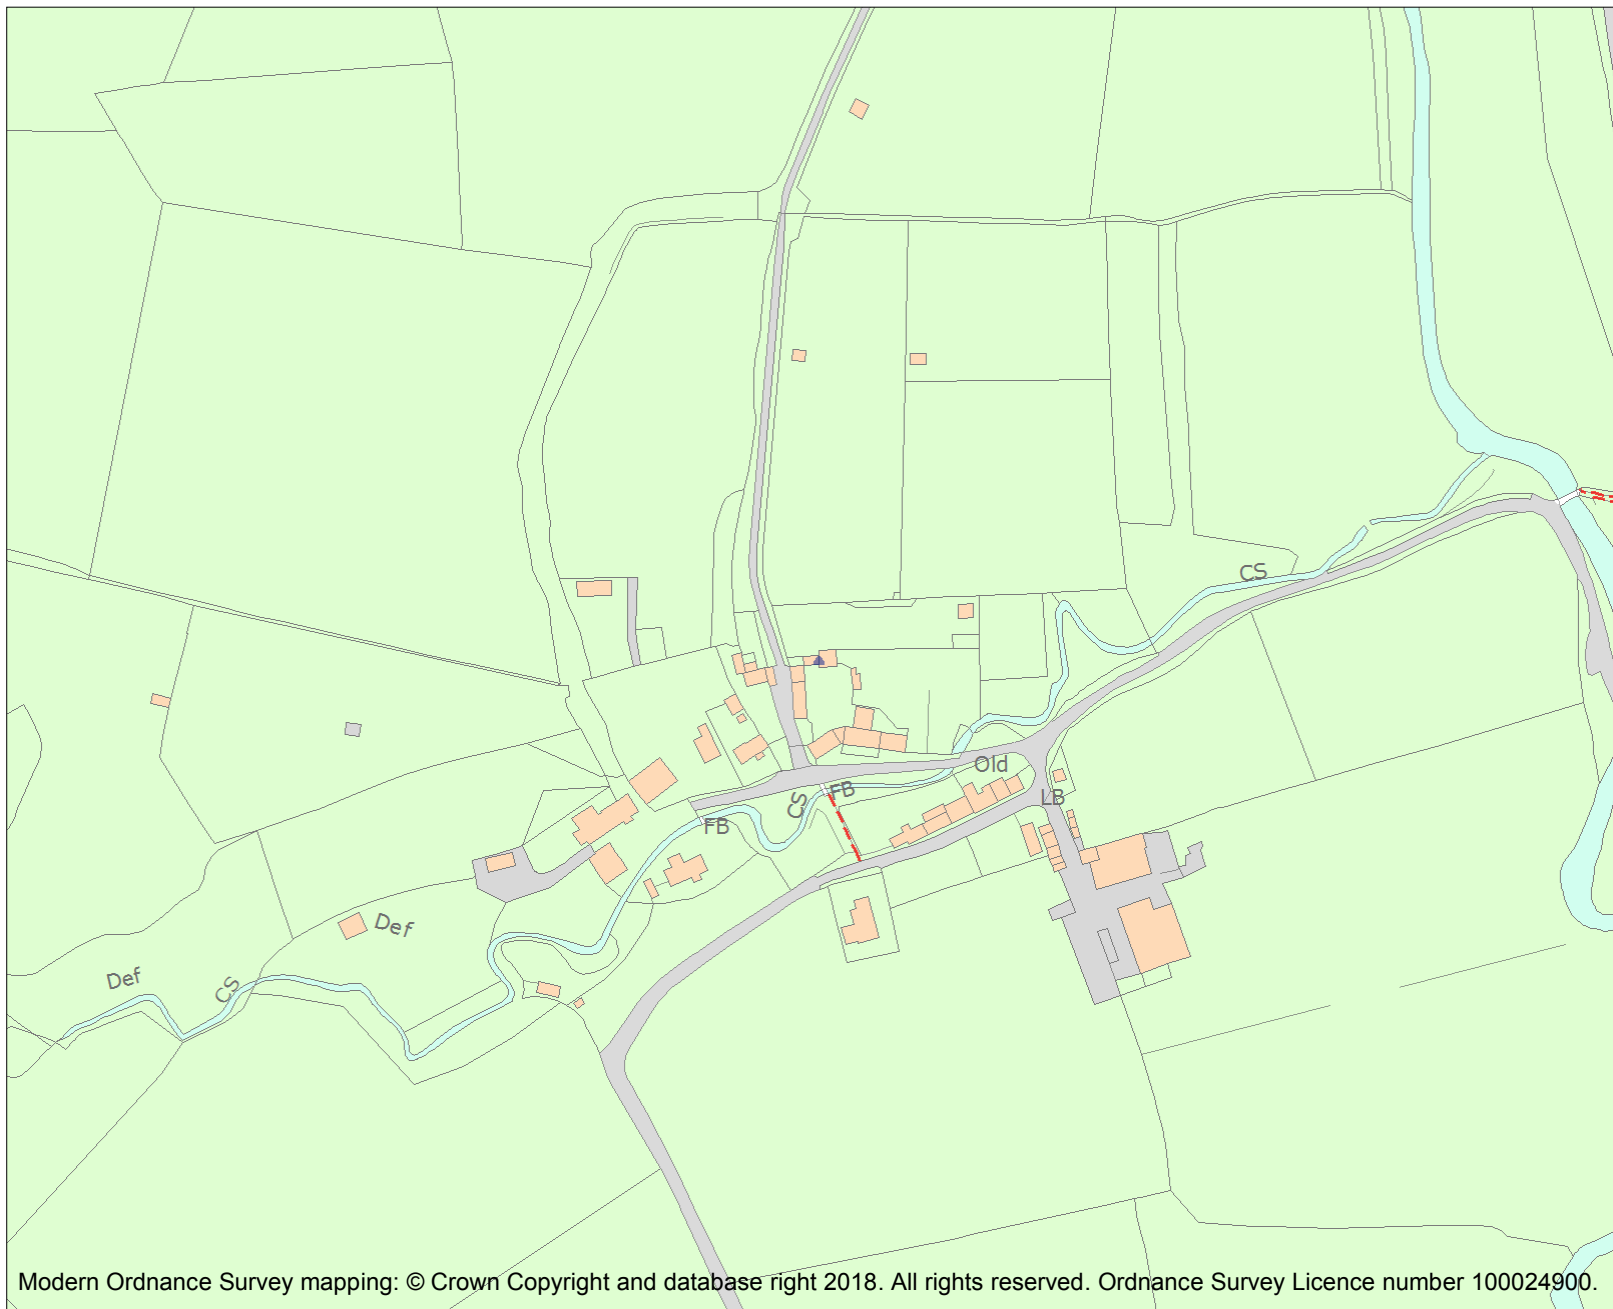 CS
Old
FB
CS
LB
FB
Def
Def
CS
Modern Ordnance Survey mapping: © Crown Copyright and database right 2018. All rights reserved. Ordnance Survey Licence number 100024900.